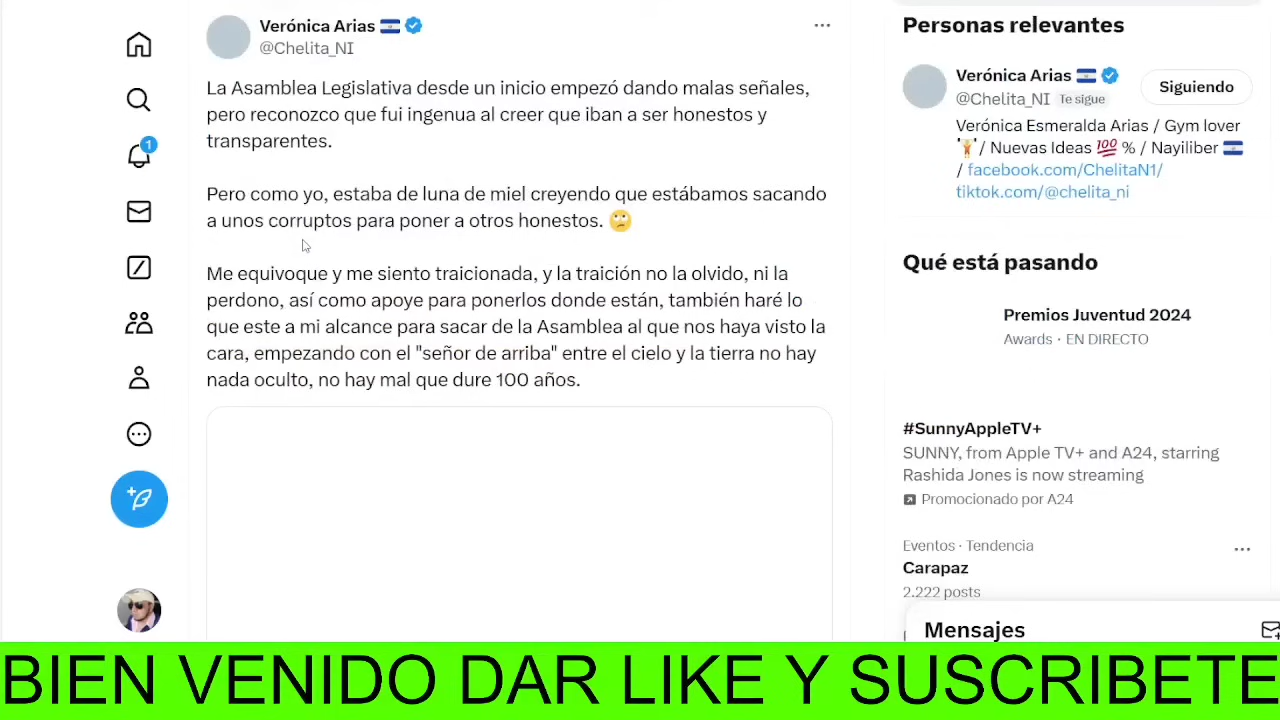 Verónica Arias
@Chelita_NI
La Asamblea Legislativa desde un inicio empezó dando malas señales,
pero reconozco que fui ingenua al creer que iban a ser honestos y
transparentes.
Pero como yo, estaba de luna de miel creyendo que estábamos sacando
a unos corruptos para poner a otros honestos. 🙄
Me equivoque y me siento traicionada, y la traición no la olvido, ni la
perdono, así como apoye para ponerlos donde están, también haré lo
que este a mi alcance para sacar de la Asamblea al que nos haya visto la
cara, empezando con el "señor de arriba" entre el cielo y la tierra no hay
nada oculto, no hay mal que dure 100 años.
1
Personas relevantes
Verónica Arias
@Chelita_NI Te sigue
Siguiendo
Verónica Esmeralda Arias / Gym lover
🏋/ Nuevas Ideas 💯 % / Nayiliber 🇸🇻
/ facebook.com/ChelitaN1/
tiktok.com/@chelita_ni
Qué está pasando
Premios Juventud 2024
Awards · EN DIRECTO
#SunnyAppleTV+
SUNNY, from Apple TV+ and A24, starring
Rashida Jones is now streaming
Promocionado por A24
Eventos · Tendencia
Carapaz
2.222 posts
Mensajes
BIEN VENIDO DAR LIKE Y SUSCRIBETE